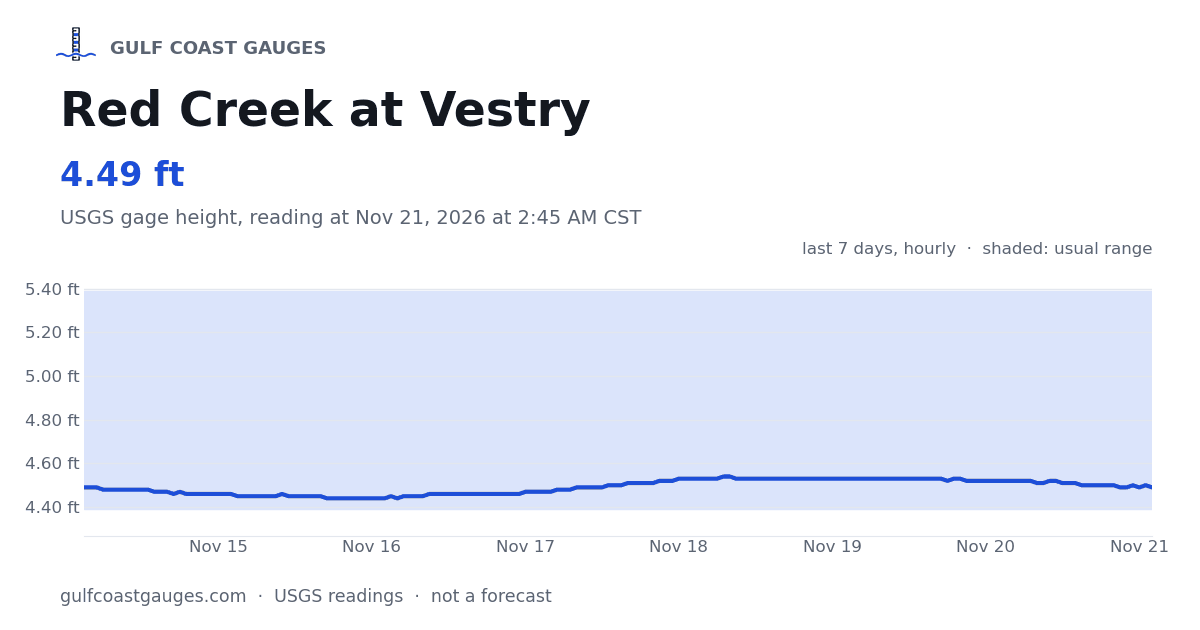 GULF COAST GAUGES
Red Creek at Vestry
4.49 ft
USGS gage height, reading at Nov 21, 2026 at 2:45 AM CST
last 7 days, hourly · shaded: usual range
5.40 ft
5.20 ft
5.00 ft
4.80 ft
4.60 ft
4.40 ft
Nov 15 Nov 16 Nov 17 Nov 18 Nov 19 Nov 20 Nov 21
gulfcoastgauges.com · USGS readings · not a forecast